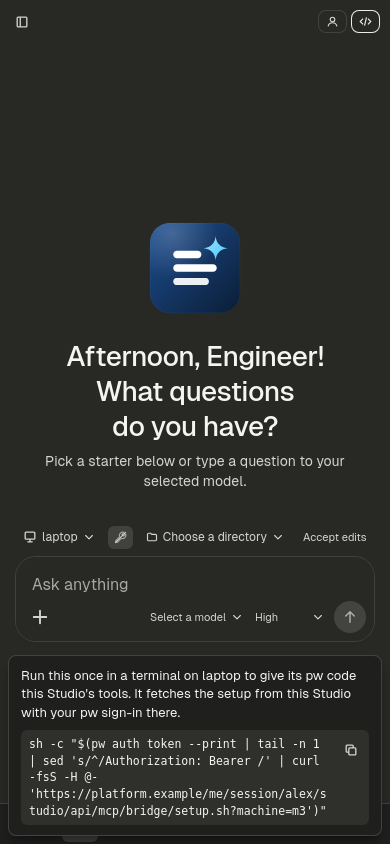 Afternoon, Engineer!
What questions
do you have?
Pick a starter below or type a question to your
selected model.
laptop
Choose a directory
Accept edits
Ask anything
Select a model
High
Run this once in a terminal on laptop to give its pw code
this Studio's tools. It fetches the setup from this Studio
with your pw sign-in there.
sh -c "$(pw auth token --print | tail -n 1
| sed 's/^/Authorization: Bearer /' | curl
-fsS -H @-
'https://platform.example/me/session/alex/s
tudio/api/mcp/bridge/setup.sh?machine=m3')"